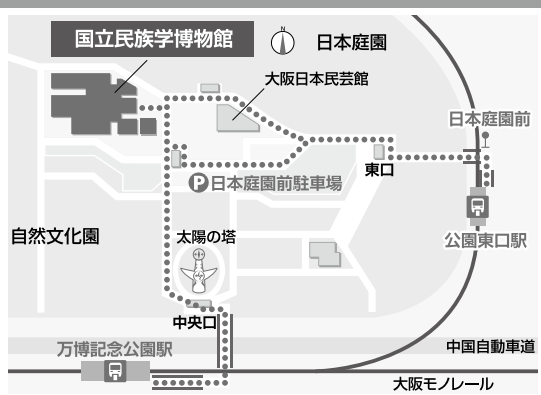 国立民族学博物館
N
日本庭園
大阪日本民芸館
日本庭園前
東口
P日本庭園前駐車場
公園東口駅
自然文化園
太陽の塔
中央口
万博記念公園駅
中国自動車道
大阪モノレール